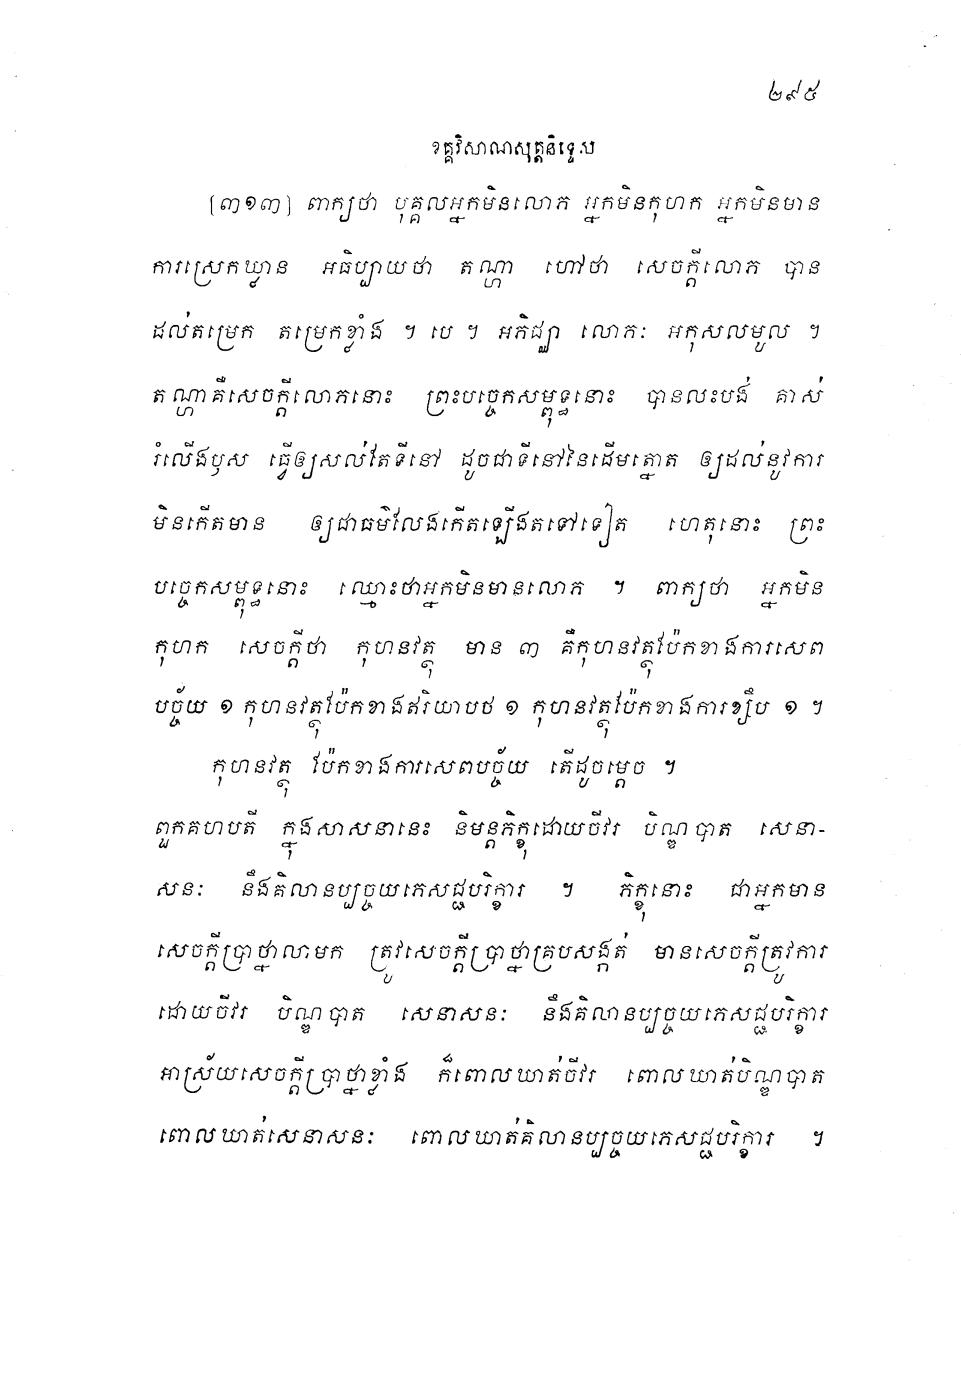 ២៩៥
ខគ្គវិសាណសុត្តនិទ្ទេស
[៣១៣] ពាក្យថា បុគ្គលអ្នកមិនលោភ អ្នកមិនកុហក អ្នកមិនមាន
ការស្រេកឃ្លាន អធិប្បាយថា តណ្ហា ហៅថា សេចក្តីលោភ បាន
ដល់តម្រេក តម្រេកខ្លាំង ។ បេ ។ អភិជ្ឈា លោភៈ អកុសលមូល ។
តណ្ហាគឺសេចក្តីលោភនោះ ព្រះបច្ចេកសម្ពុទ្ធនោះ បានលះបង់ គាស់
រំលើងឫស ធ្វើឲ្យសល់តែទីនៅ ដូចជាទីនៅនៃដើមត្នោត ឲ្យដល់នូវការ
មិនកើតមាន ឲ្យជាធម៌លែងកើតឡើងតទៅទៀត ហេតុនោះ ព្រះ
បច្ចេកសម្ពុទ្ធនោះ ឈ្មោះថាអ្នកមិនមានលោភ ។ ពាក្យថា អ្នកមិន
កុហក សេចក្តីថា កុហនវត្ថុ មាន ៣ គឺកុហនវត្ថុប៉ែកខាងការសេព
បច្ច័យ ១ កុហនវត្ថុប៉ែកខាងឥរិយាបថ ១ កុហនវត្ថុប៉ែកខាងការខ្សឹប ១ ។
កុហនវត្ថុ ប៉ែកខាងការសេពបច្ច័យ តើដូចម្តេច ។
ពួកគហបតី ក្នុងសាសនានេះ និមន្តភិក្ខុដោយចីវរ បិណ្ឌបាត សេនា-
សនៈ នឹងគិលានប្បច្ចយភេសជ្ជបរិក្ខារ ។ ភិក្ខុនោះ ជាអ្នកមាន
សេចក្តីប្រាថ្នាលាមក ត្រូវសេចក្តីប្រាថ្នាគ្របសង្កត់ មានសេចក្តីត្រូវការ
ដោយចីវរ បិណ្ឌបាត សេនាសនៈ នឹងគិលានប្បច្ចយភេសជ្ជបរិក្ខារ
អាស្រ័យសេចក្តីប្រាថ្នាខ្លាំង ក៏ពោលឃាត់ចីវរ ពោលឃាត់បិណ្ឌបាត
ពោលឃាត់សេនាសនៈ ពោលឃាត់គិលានប្បច្ចយភេសជ្ជបរិក្ខារ ។